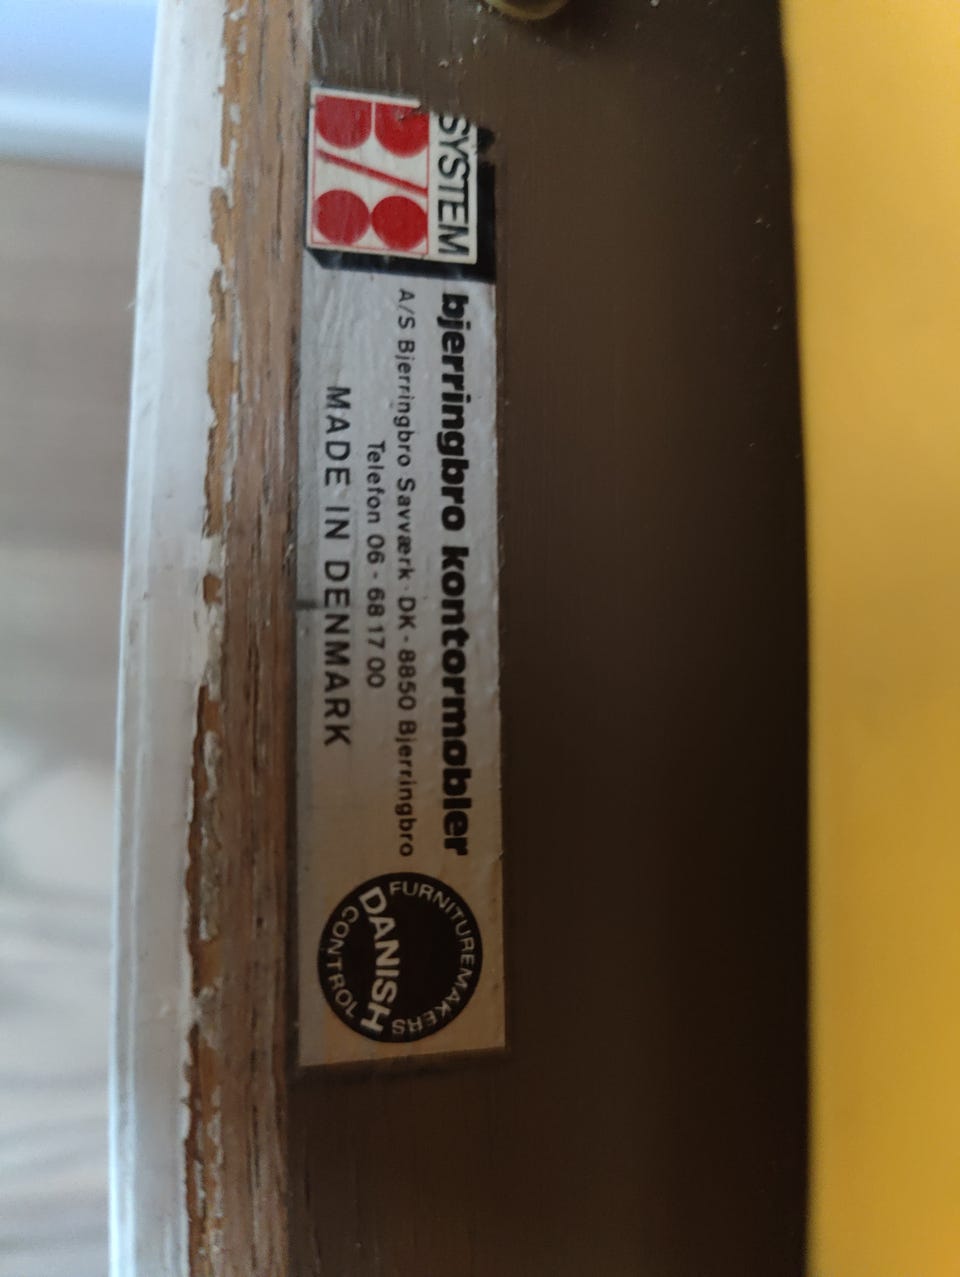 SYSTEM
B/8
bjerringbro kontormøbler
A/S Bjerringbro Savværk · DK - 8850 Bjerringbro
Telefon 06 - 68 17 00
MADE IN DENMARK
FURNITUREMAKERS
DANISH
CONTROL